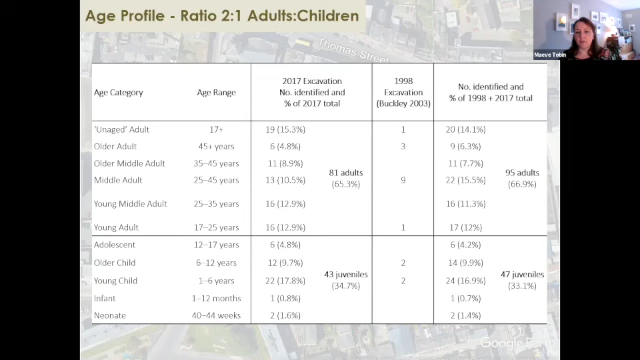 Age Profile - Ratio 2:1 Adults:Children
Thomas Street
Maeve Tobin
Age Category Age Range 2017 Excavation No. identified and % of 2017 total 1998 Excavation (Buckley 2003) No. identified and % of 1998 + 2017 total
'Unaged' Adult 17+ 19 (15.3%) 1 20 (14.1%)
Older Adult 45+ years 6 (4.8%) 3 9 (6.3%)
Older Middle Adult 35–45 years 11 (8.9%) 11 (7.7%)
81 adults (65.3%) 95 adults (66.9%)
Middle Adult 25–45 years 13 (10.5%) 9 22 (15.5%)
Young Middle Adult 25–35 years 16 (12.9%) 16 (11.3%)
Young Adult 17–25 years 16 (12.9%) 1 17 (12%)
Adolescent 12–17 years 6 (4.8%) 6 (4.2%)
Older Child 6–12 years 12 (9.7%) 2 14 (9.9%)
43 juveniles (34.7%) 47 juveniles (33.1%)
Young Child 1–6 years 22 (17.8%) 2 24 (16.9%)
Infant 1–12 months 1 (0.8%) 1 (0.7%)
Neonate 40–44 weeks 2 (1.6%) 2 (1.4%)
Google